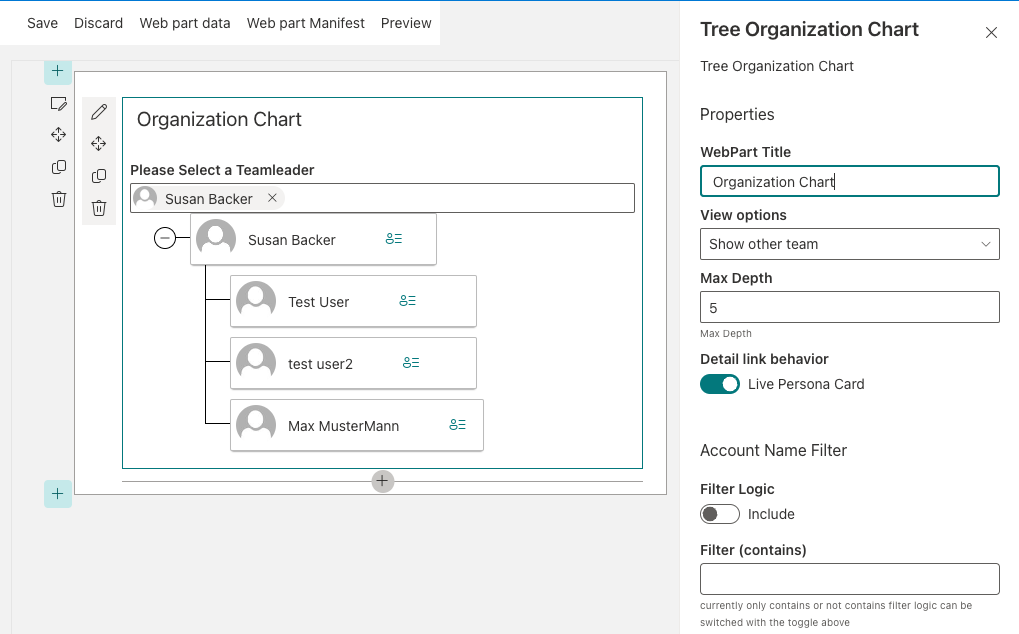 Save Discard Web part data Web part Manifest Preview
Organization Chart
Please Select a Teamleader
Susan Backer
Susan Backer
Test User
test user2
Max MusterMann
Tree Organization Chart
Tree Organization Chart
Properties
WebPart Title
Organization Chart
View options
Show other team
Max Depth
5
Max Depth
Detail link behavior
Live Persona Card
Account Name Filter
Filter Logic
Include
Filter (contains)
currently only contains or not contains filter logic can be
switched with the toggle above